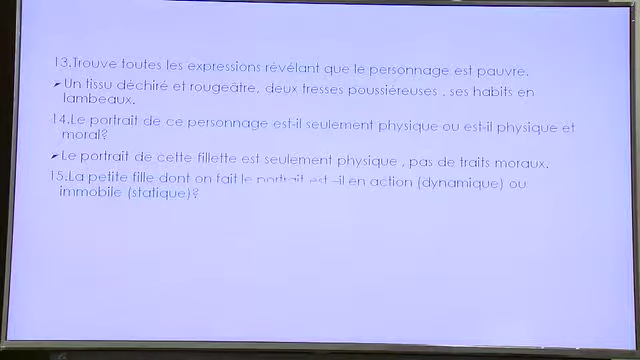 13.Trouve toutes les expressions révélant que le personnage est pauvre.
➤Un tissu déchiré et rougeâtre, deux tresses poussiéreuses , ses habits en
lambeaux.
14.Le portrait de ce personnage est-il seulement physique ou est-il physique et
moral?
➤Le portrait de cette fillette est seulement physique , pas de traits moraux.
15.La petite fille dont on fait le portrait est -il en action (dynamique) ou
immobile (statique)?